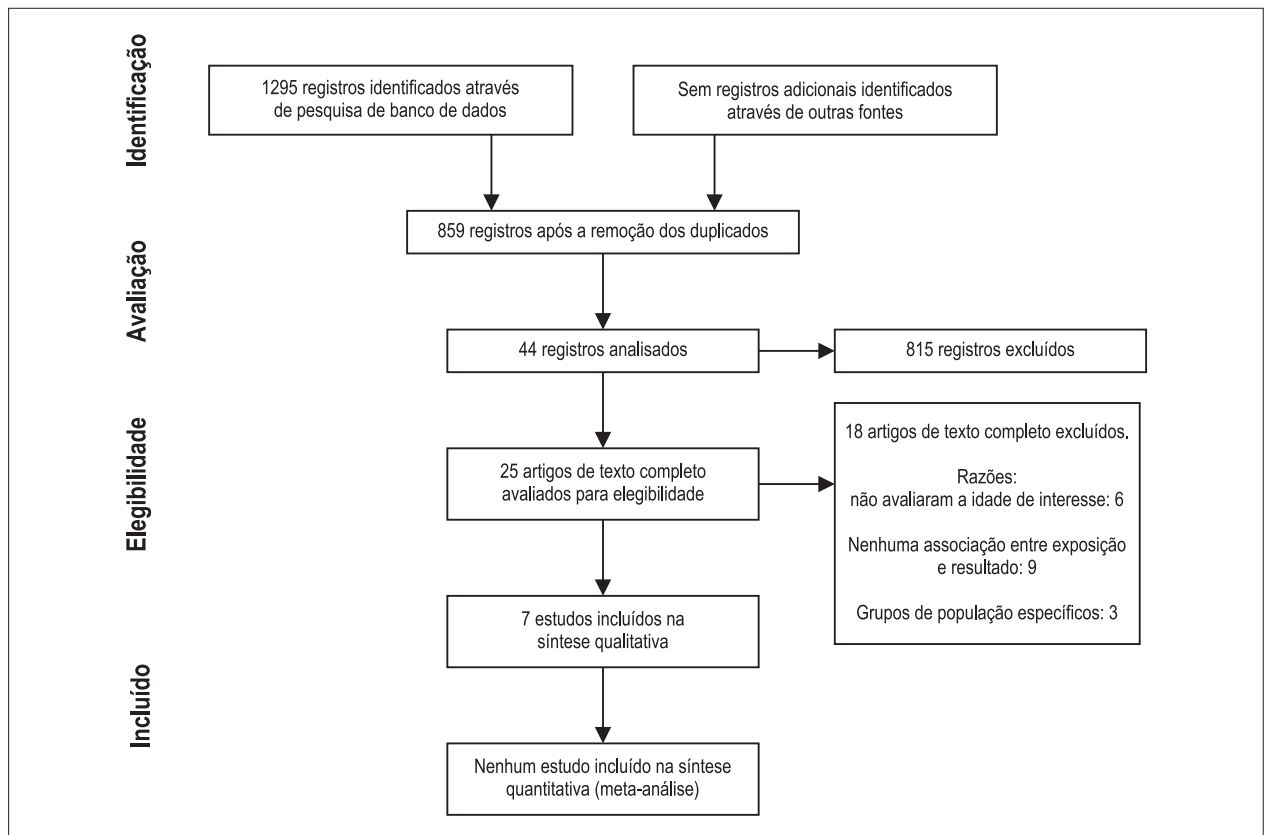 Identificação
1295 registros identificados através
de pesquisa de banco de dados
Sem registros adicionais identificados
através de outras fontes
859 registros após a remoção dos duplicados
Avaliação
44 registros analisados
815 registros excluídos
Elegibilidade
25 artigos de texto completo
avaliados para elegibilidade
18 artigos de texto completo excluídos.
Razões:
não avaliaram a idade de interesse: 6
Nenhuma associação entre exposição
e resultado: 9
Grupos de população específicos: 3
7 estudos incluídos na
síntese qualitativa
Incluído
Nenhum estudo incluído na síntese
quantitativa (meta-análise)